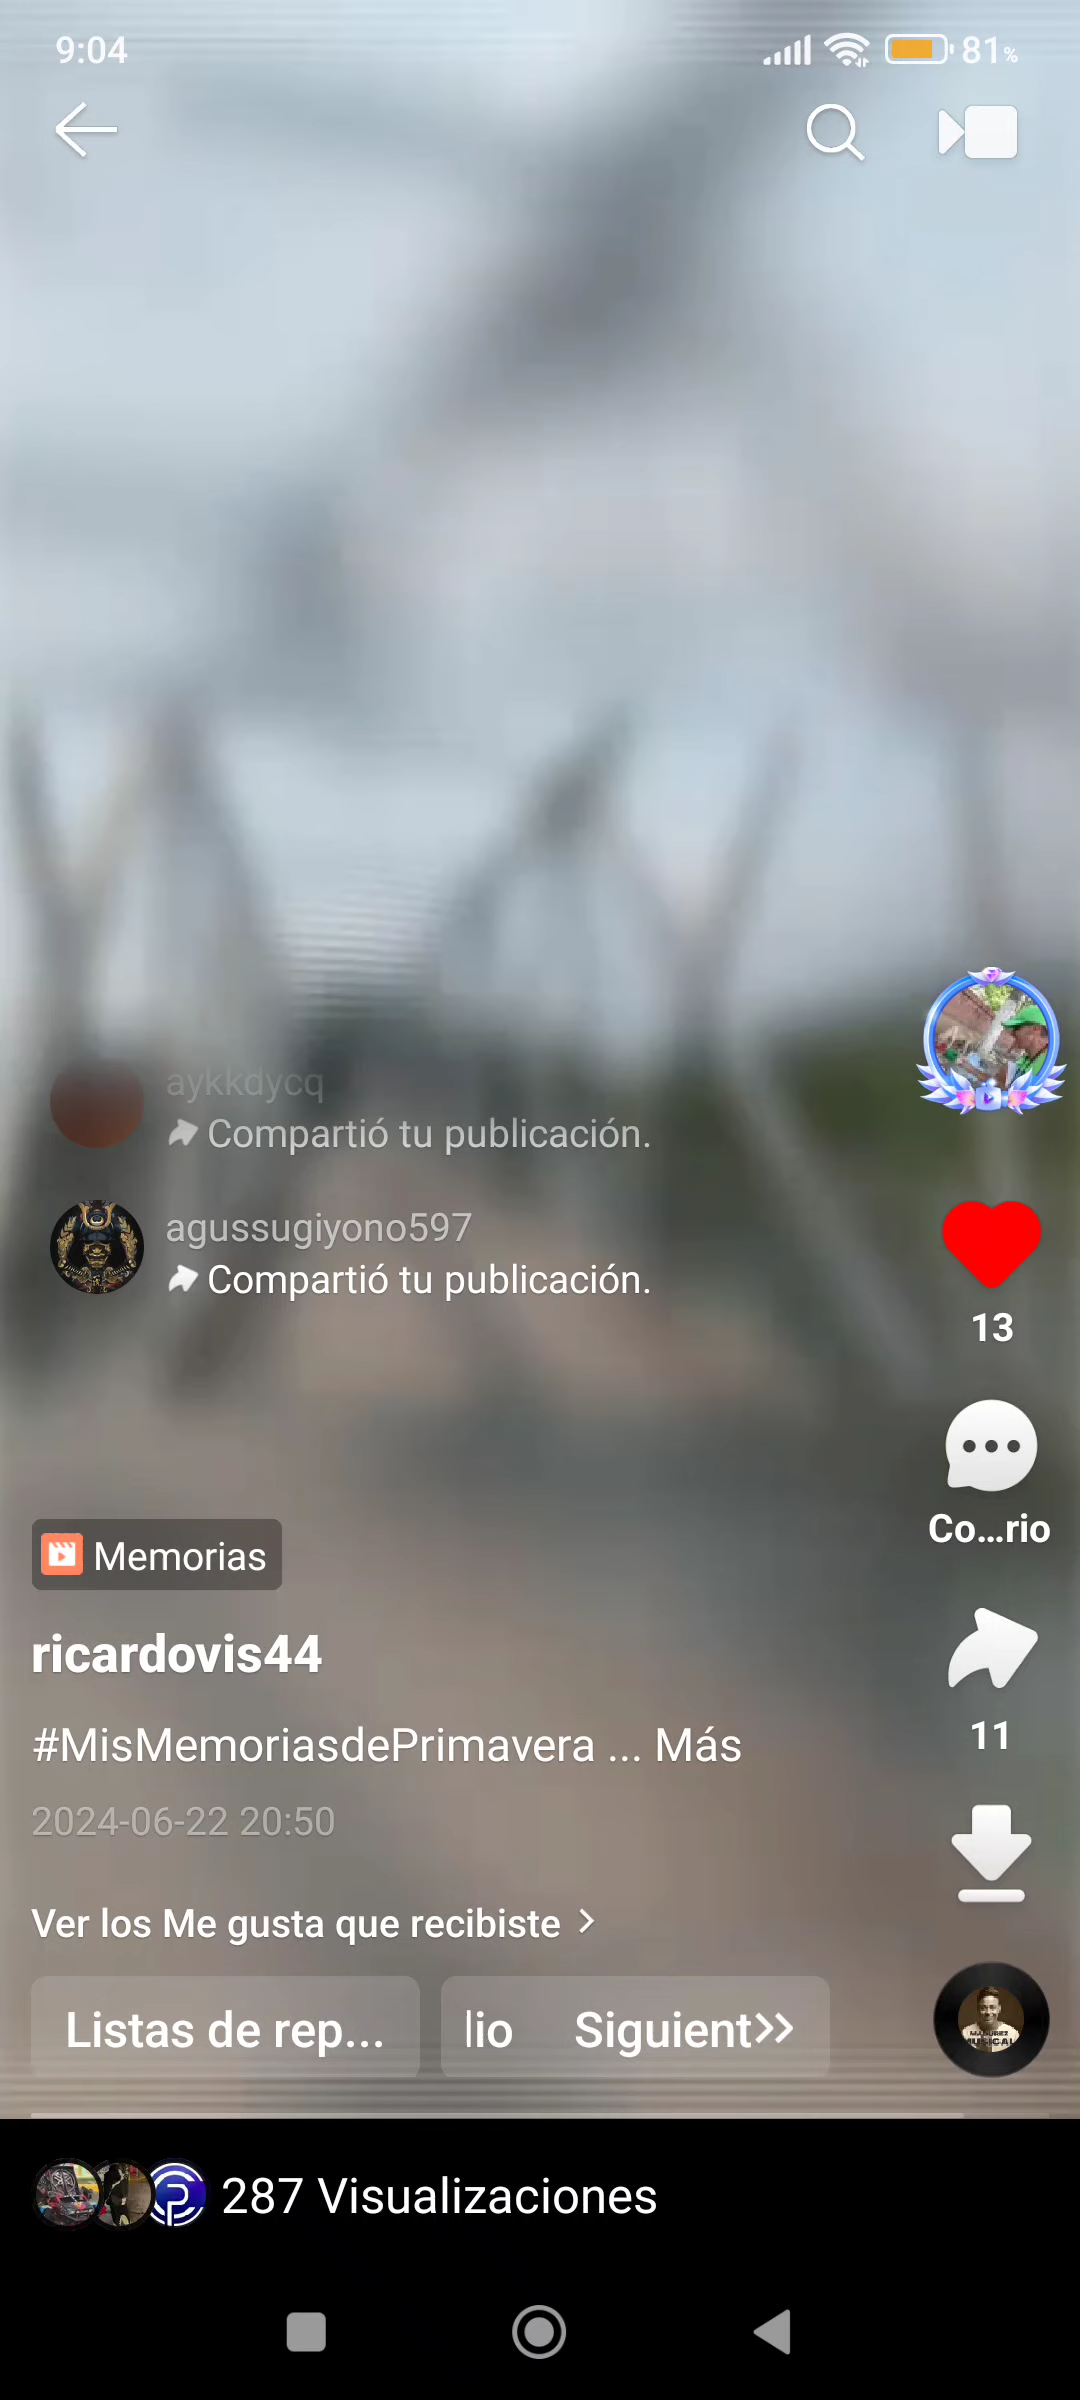 9:04
81%
aykkdycq
Compartió tu publicación.
agussugiyono597
Compartió tu publicación.
13
Co...rio
Memorias
ricardovis44
#MisMemoriasdePrimavera ... Más
11
2024-06-22 20:50
Ver los Me gusta que recibiste >
Listas de rep...
lio Siguient>>
MUSICAL
287 Visualizaciones